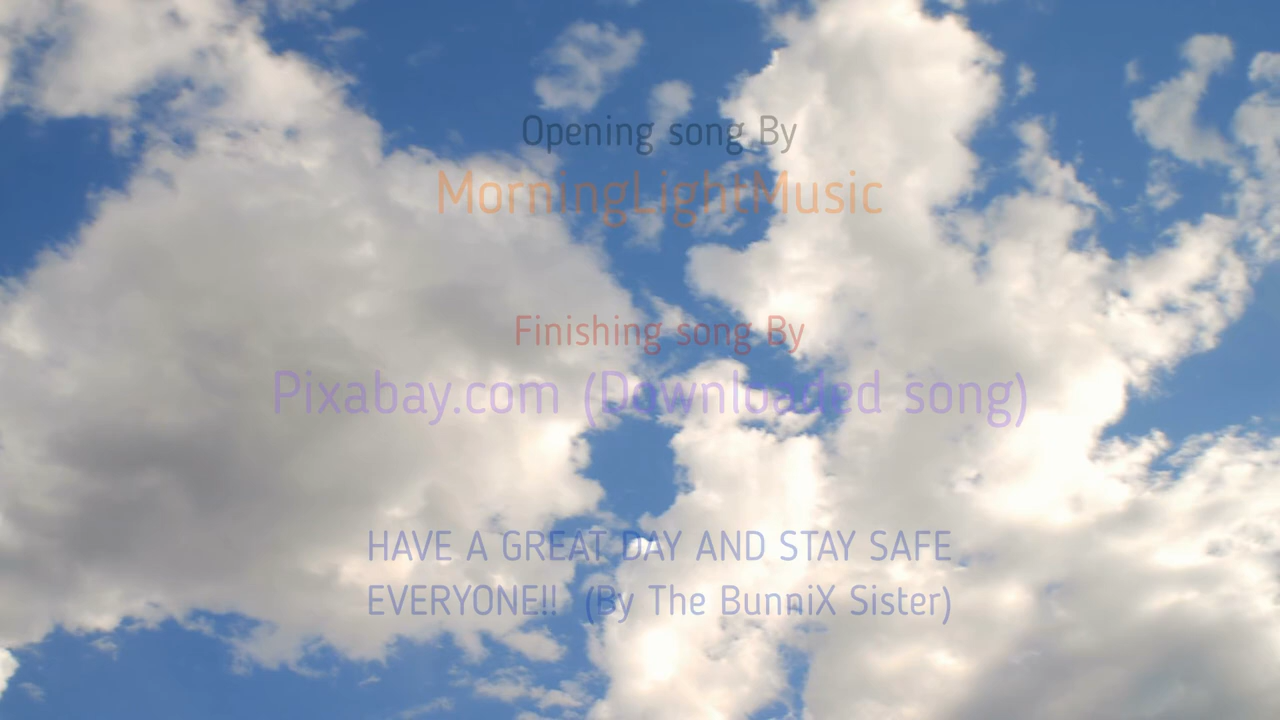 Opening song By
MorningLightMusic
Finishing song By
Pixabay.com (Downloaded song)
HAVE A GREAT DAY AND STAY SAFE
EVERYONE!! (By The BunniX Sister)